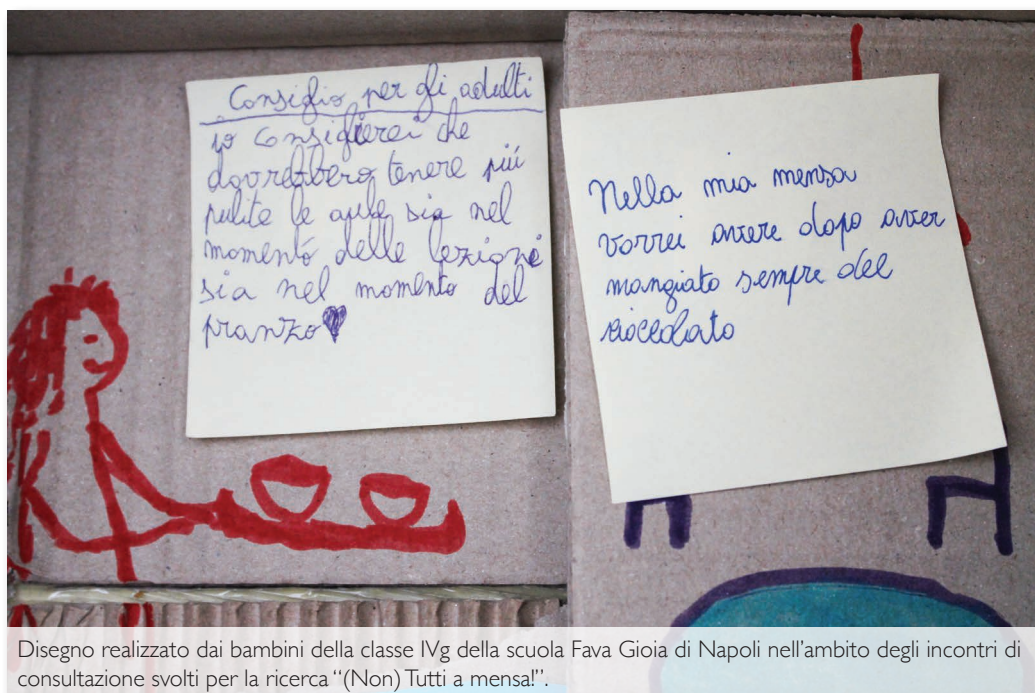 Consiglio per gli adulti
io consiglierei che
dovrebbero tenere più
pulite le aule sia nel
momento delle lezioni
sia nel momento del
pranzo
Nella mia mensa
vorrei avere dopo aver
mangiato sempre del
cioccolato
Disegno realizzato dai bambini della classe IVg della scuola Fava Gioia di Napoli nell’ambito degli incontri di
consultazione svolti per la ricerca “(Non) Tutti a mensa!”.